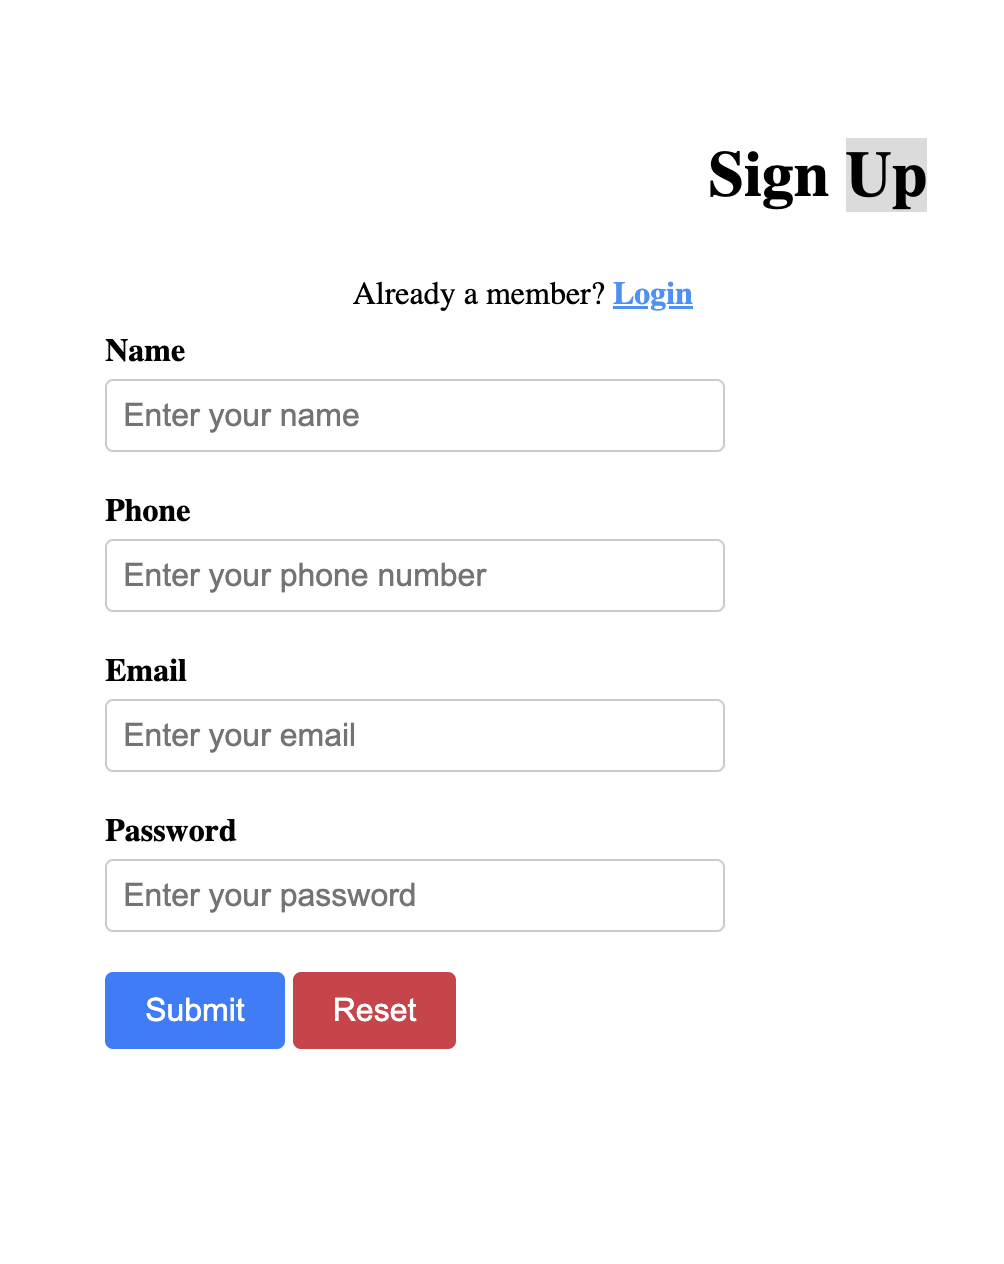 Sign Up
Already a member? Login
Name
Enter your name
Phone
Enter your phone number
Email
Enter your email
Password
Enter your password
Submit Reset